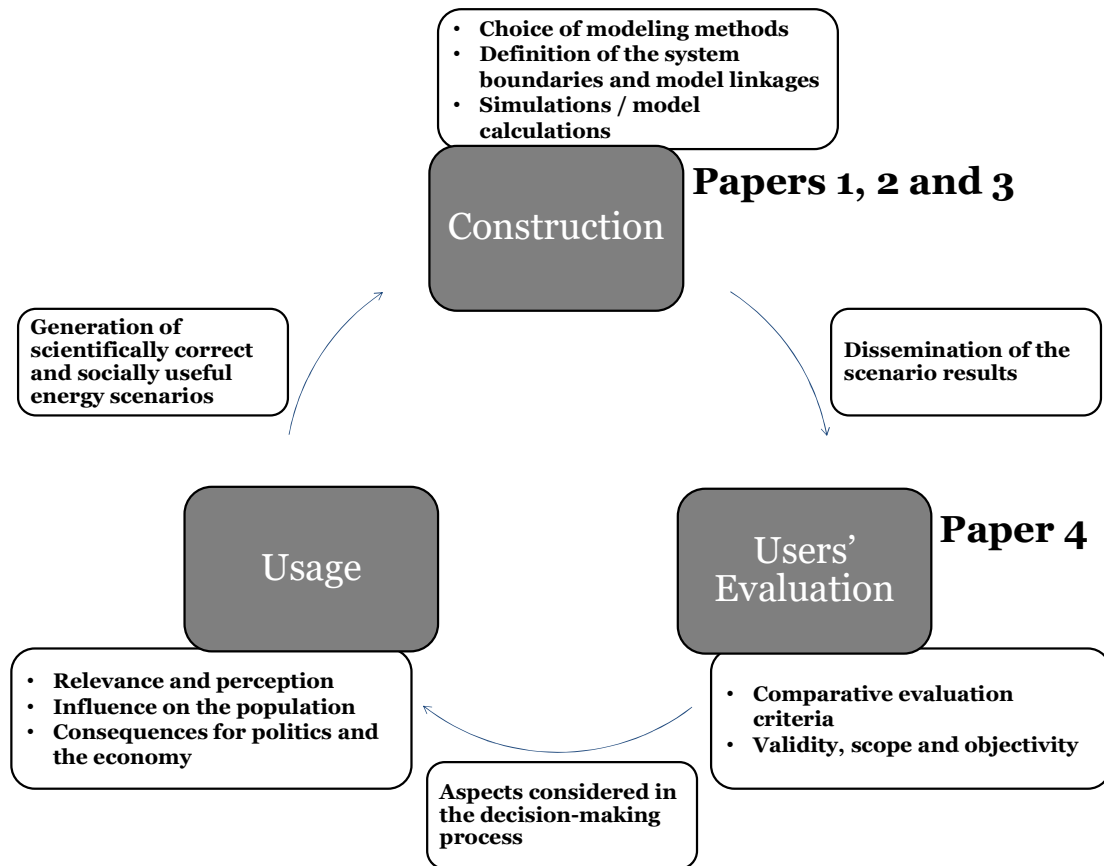 • Choice of modeling methods
• Definition of the system
boundaries and model linkages
• Simulations / model
calculations
Construction
Papers 1, 2 and 3
Generation of
scientifically correct
and socially useful
energy scenarios
Dissemination of the
scenario results
Usage
Users’
Evaluation
Paper 4
• Relevance and perception
• Influence on the population
• Consequences for politics and
the economy
• Comparative evaluation
criteria
• Validity, scope and objectivity
Aspects considered in
the decision-making
process